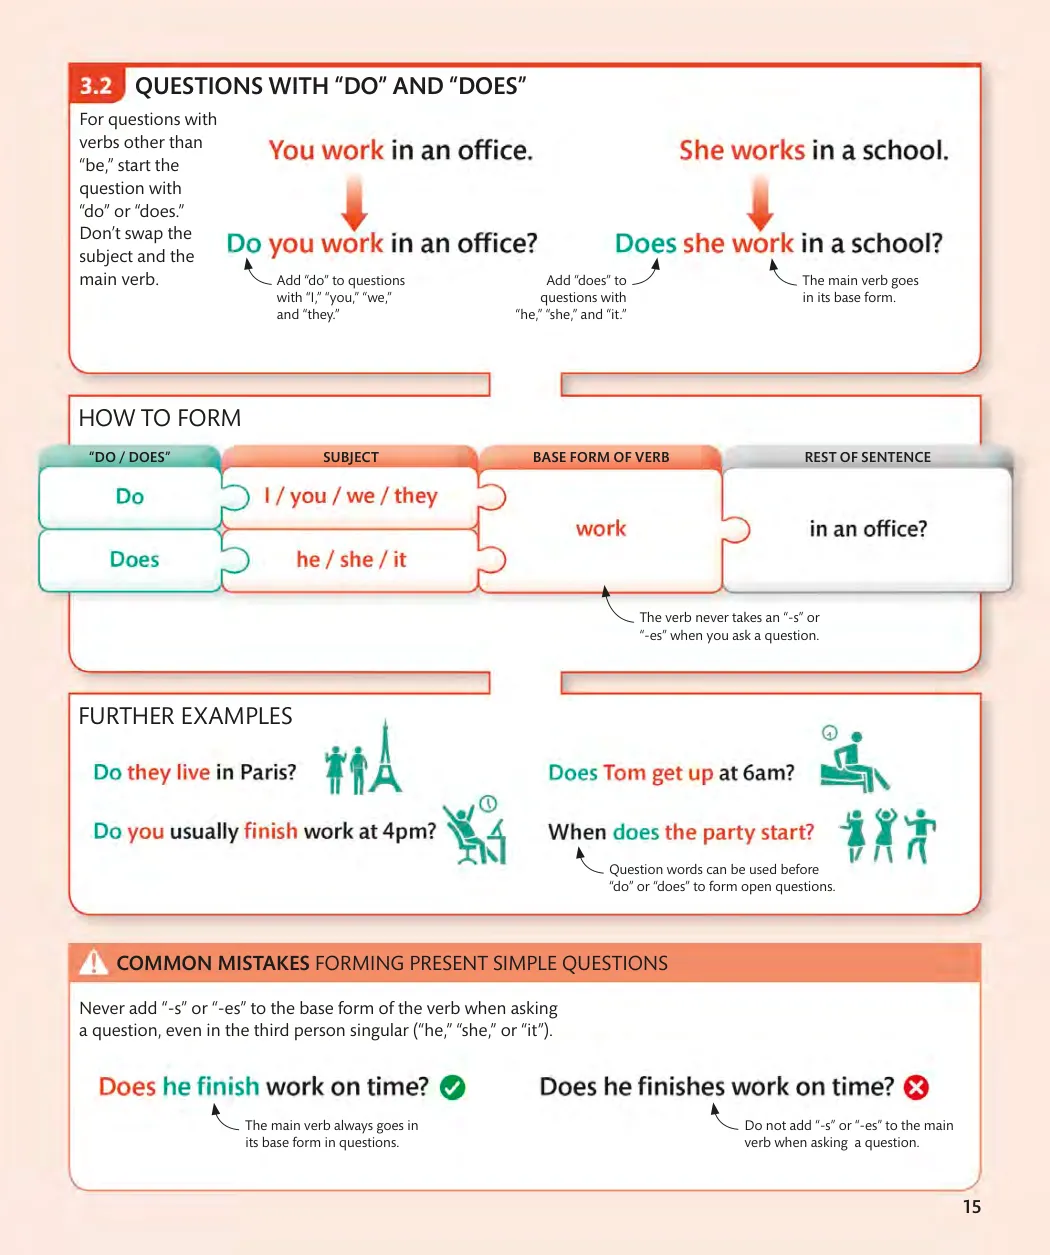 3.2 QUESTIONS WITH “DO” AND “DOES”
For questions with
verbs other than
“be,” start the
question with
“do” or “does.”
Don’t swap the
subject and the
main verb.
You work in an office.
Do you work in an office?
Add “do” to questions
with “I,” “you,” “we,”
and “they.”
She works in a school.
Does she work in a school?
Add “does” to
questions with
“he,” “she,” and “it.”
The main verb goes
in its base form.
HOW TO FORM
“DO / DOES” SUBJECT BASE FORM OF VERB REST OF SENTENCE
Do I / you / we / they
work in an office?
Does he / she / it
The verb never takes an “-s” or
“-es” when you ask a question.
FURTHER EXAMPLES
Do they live in Paris?
Does Tom get up at 6am?
Do you usually finish work at 4pm?
When does the party start?
Question words can be used before
“do” or “does” to form open questions.
COMMON MISTAKES FORMING PRESENT SIMPLE QUESTIONS
Never add “-s” or “-es” to the base form of the verb when asking
a question, even in the third person singular (“he,” “she,” or “it”).
Does he finish work on time?
The main verb always goes in
its base form in questions.
Does he finishes work on time?
Do not add “-s” or “-es” to the main
verb when asking a question.
15